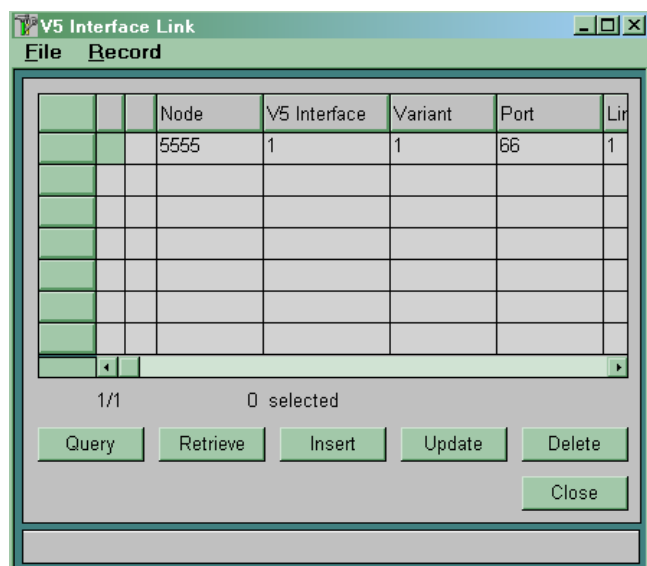 V5 Interface Link
File Record
Node V5 Interface Variant Port Lin
5555 1 1 66 1
1/1 0 selected
Query Retrieve Insert Update Delete
Close